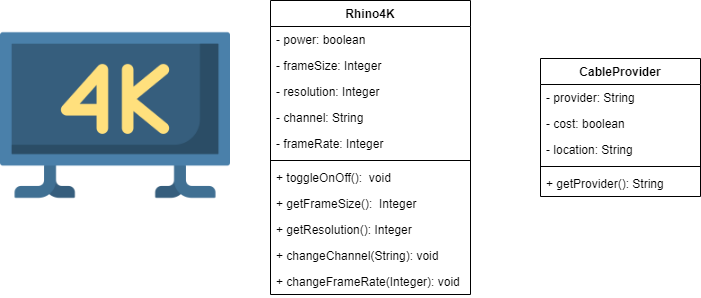 4K
Rhino4K
- power: boolean
- frameSize: Integer
- resolution: Integer
- channel: String
- frameRate: Integer
+ toggleOnOff():  void
+ getFrameSize():  Integer
+ getResolution(): Integer
+ changeChannel(String): void
+ changeFrameRate(Integer): void
CableProvider
- provider: String
- cost: boolean
- location: String
+ getProvider(): String